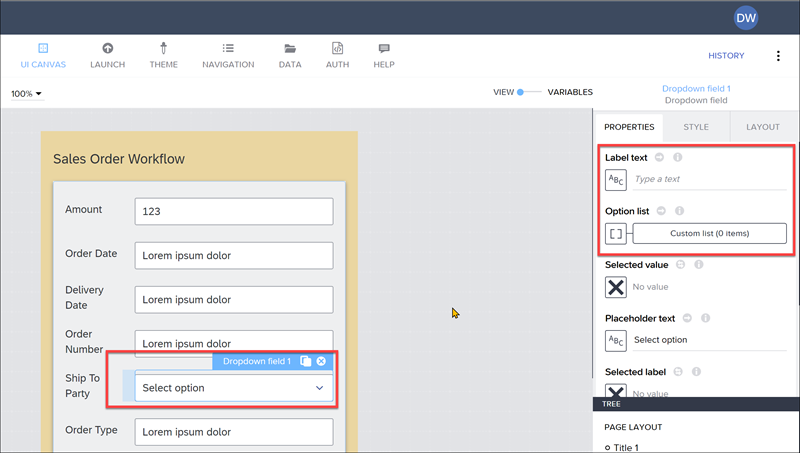 DW
UI CANVAS LAUNCH THEME NAVIGATION DATA AUTH HELP HISTORY
100% VIEW VARIABLES
Dropdown field 1
Dropdown field
PROPERTIES STYLE LAYOUT
Sales Order Workflow
Amount 123
Order Date Lorem ipsum dolor
Delivery
Date
Lorem ipsum dolor
Order
Number
Lorem ipsum dolor
Dropdown field 1
Ship To
Party
Select option
Order Type Lorem ipsum dolor
Label text
ABC Type a text
Option list
[ ] Custom list (0 items)
Selected value
No value
Placeholder text
ABC Select option
Selected label
No value
TREE
PAGE LAYOUT
Title 1